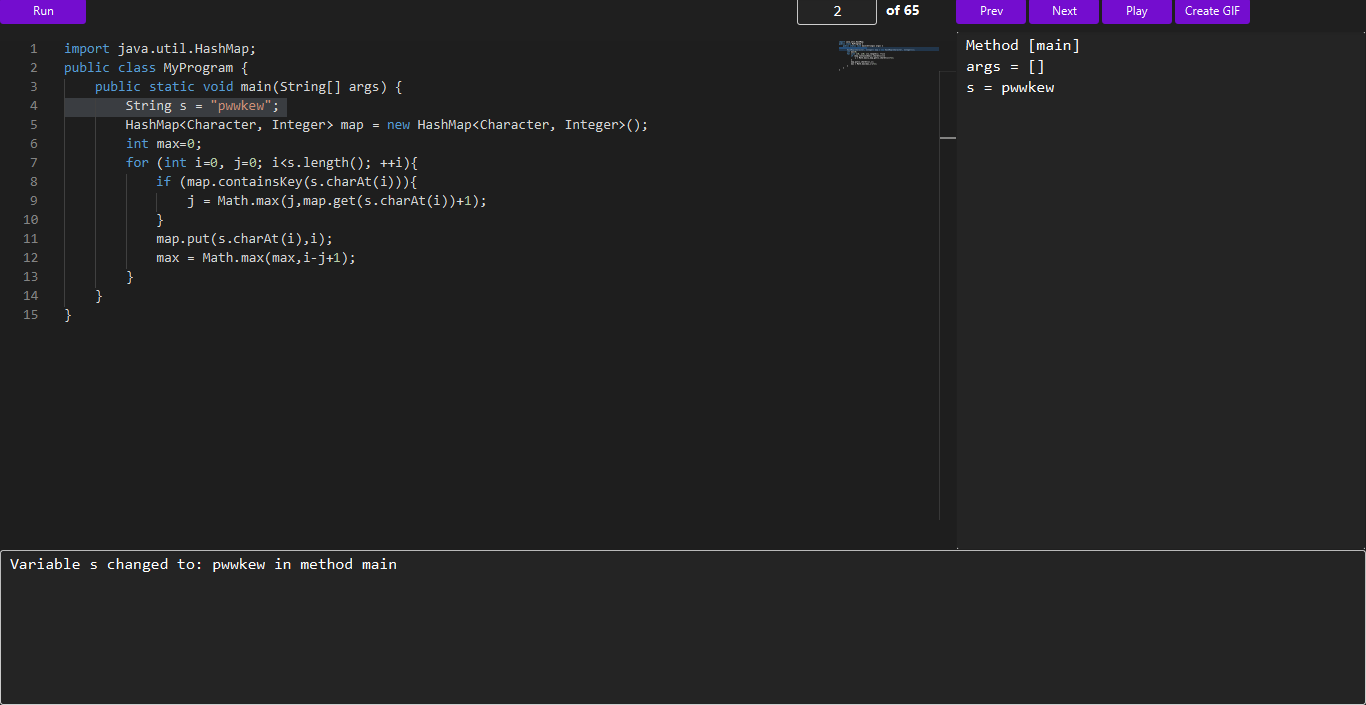 Run 2 of 65 Prev Next Play Create GIF
1 import java.util.HashMap;
2 public class MyProgram {
3 public static void main(String[] args) {
4 String s = "pwwkew";
5 HashMap<Character, Integer> map = new HashMap<Character, Integer>();
6 int max=0;
7 for (int i=0, j=0; i<s.length(); ++i){
8 if (map.containsKey(s.charAt(i))){
9 j = Math.max(j,map.get(s.charAt(i))+1);
10 }
11 map.put(s.charAt(i),i);
12 max = Math.max(max,i-j+1);
13 }
14 }
15 }
Method [main]
args = []
s = pwwkew
Variable s changed to: pwwkew in method main